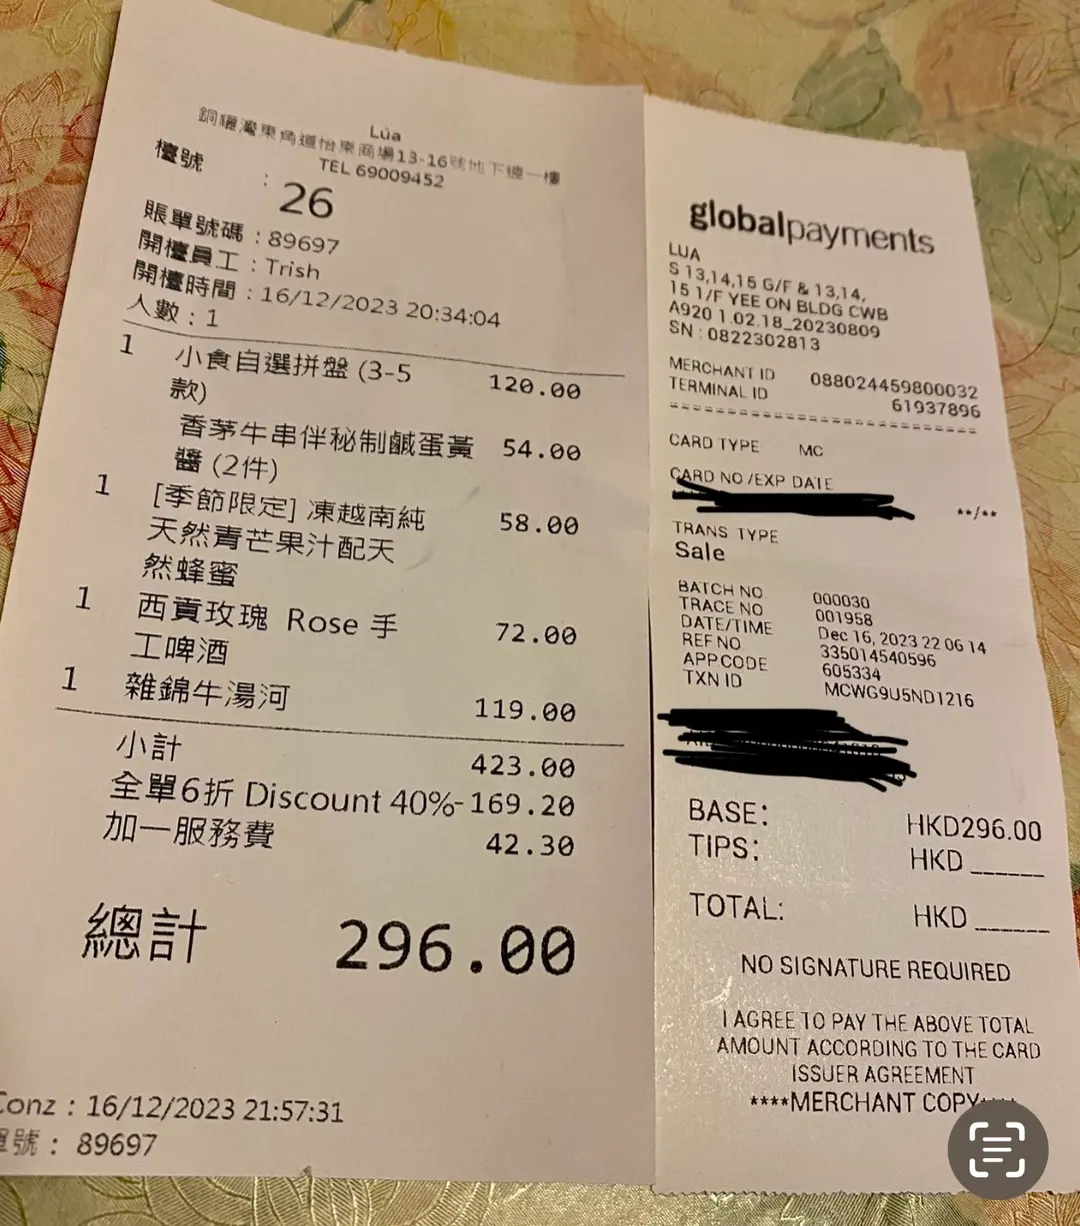 Lúa
銅鑼灣東角道怡東商場13-16號地下連一樓
TEL 69009452
檯號 : 26
賬單號碼 : 89697
開檯員工 : Trish
開檯時間 : 16/12/2023 20:34:04
人數 : 1
1 小食自選拼盤 (3-5 120.00
款)
香茅牛串伴秘制鹹蛋黃 54.00
醬 (2件)
1 [季節限定] 凍越南純 58.00
天然青芒果汁配天
然蜂蜜
1 西貢玫瑰 Rose 手 72.00
工啤酒
1 雜錦牛湯河 119.00
小計 423.00
全單6折 Discount 40% -169.20
加一服務費 42.30
總計 296.00
Conz : 16/12/2023 21:57:31
單號 : 89697
globalpayments
LUA
S 13,14,15 G/F & 13,14,
15 1/F YEE ON BLDG CWB
A920 1.02.18_20230809
SN : 0822302813
MERCHANT ID 088024459800032
TERMINAL ID 61937896
CARD TYPE MC
CARD NO/EXP DATE
**/**
TRANS TYPE
Sale
BATCH NO 000030
TRACE NO 001958
DATE/TIME Dec 16, 2023 22 06 14
REF NO 335014540596
APP CODE 605334
TXN ID MCWG9U5ND1216
BASE: HKD296.00
TIPS: HKD ______
TOTAL: HKD ______
NO SIGNATURE REQUIRED
I AGREE TO PAY THE ABOVE TOTAL
AMOUNT ACCORDING TO THE CARD
ISSUER AGREEMENT
****MERCHANT COPY****